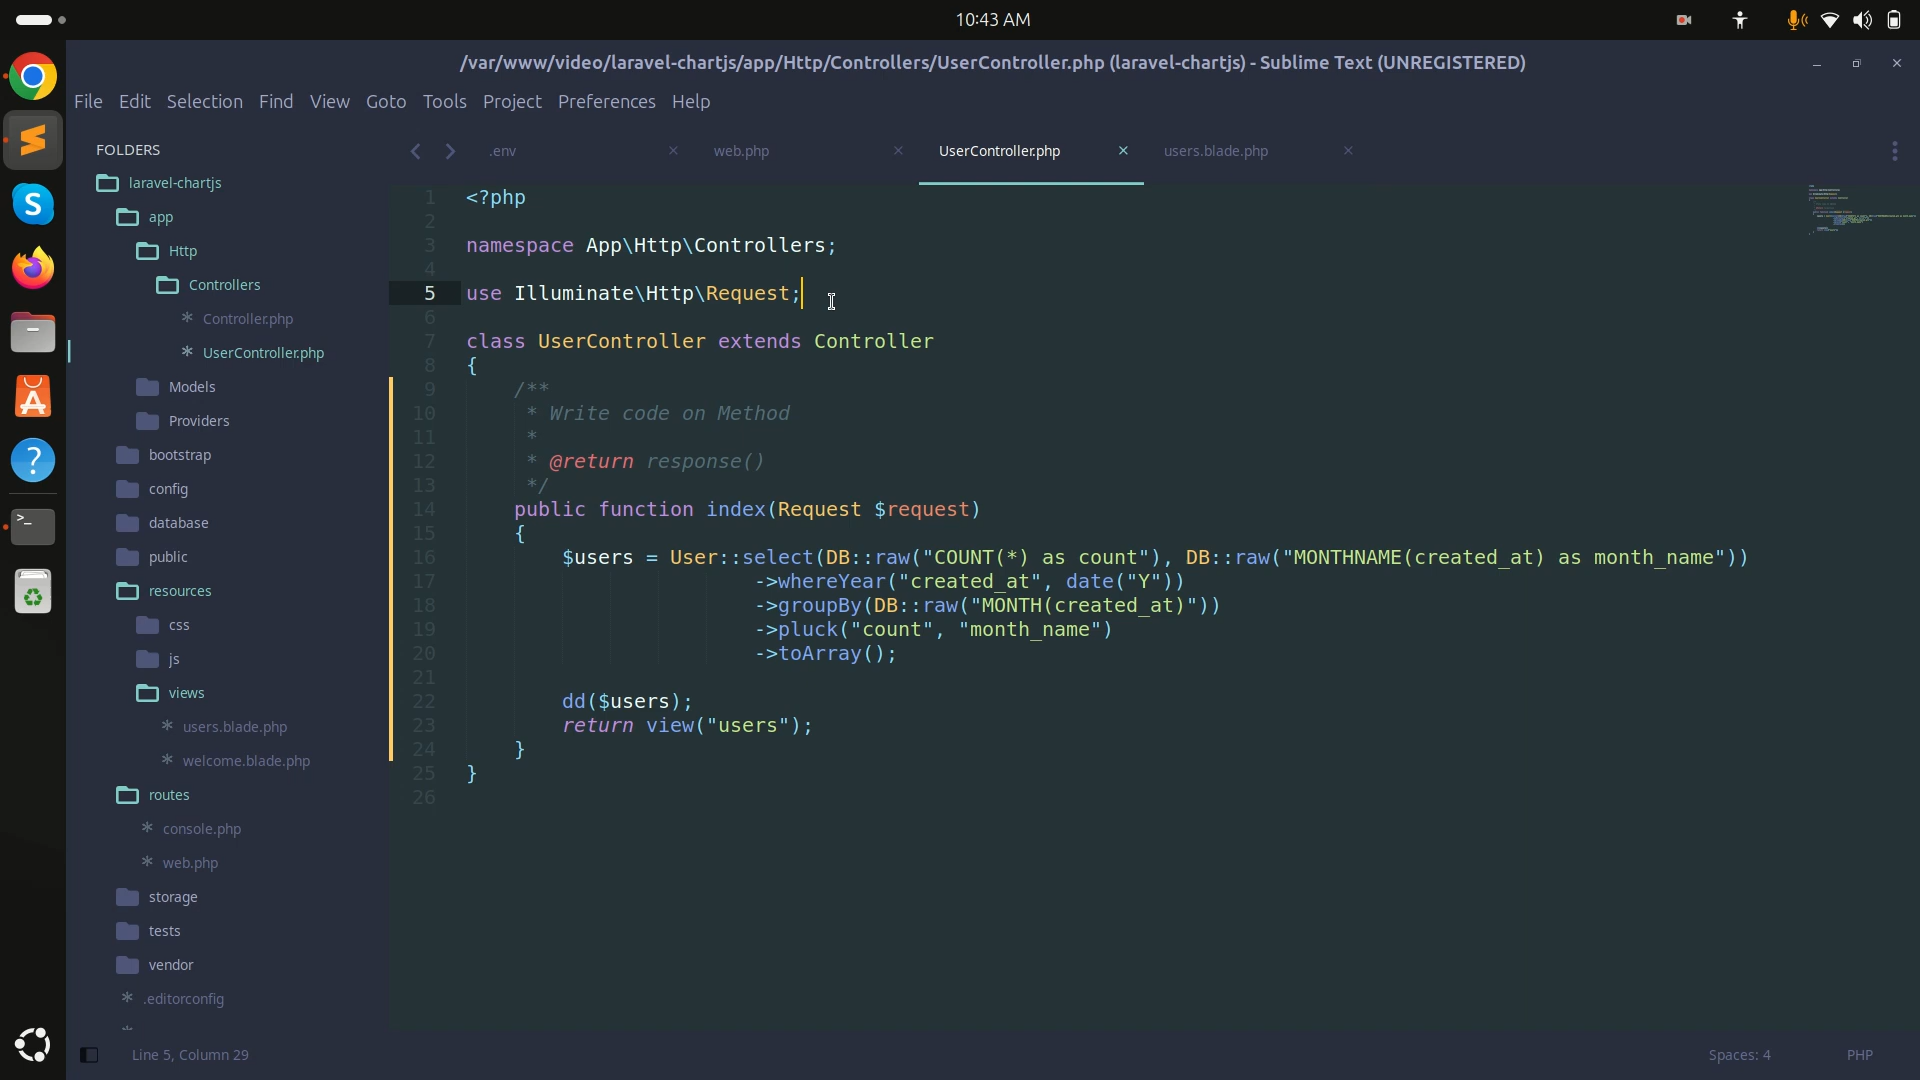 10:43 AM
/var/www/video/laravel-chartjs/app/Http/Controllers/UserController.php (laravel-chartjs) - Sublime Text (UNREGISTERED)
File Edit Selection Find View Goto Tools Project Preferences Help
FOLDERS
laravel-chartjs
app
Http
Controllers
Controller.php
UserController.php
Models
Providers
bootstrap
config
database
public
resources
css
js
views
users.blade.php
welcome.blade.php
routes
console.php
web.php
storage
tests
vendor
.editorconfig
.env web.php UserController.php users.blade.php
1 <?php
2
3 namespace App\Http\Controllers;
4
5 use Illuminate\Http\Request;
6
7 class UserController extends Controller
8 {
9 /**
10 * Write code on Method
11 *
12 * @return response()
13 */
14 public function index(Request $request)
15 {
16 $users = User::select(DB::raw("COUNT(*) as count"), DB::raw("MONTHNAME(created_at) as month_name"))
17 ->whereYear("created_at", date("Y"))
18 ->groupBy(DB::raw("MONTH(created_at)"))
19 ->pluck("count", "month_name")
20 ->toArray();
21
22 dd($users);
23 return view("users");
24 }
25 }
26
Line 5, Column 29
Spaces: 4
PHP